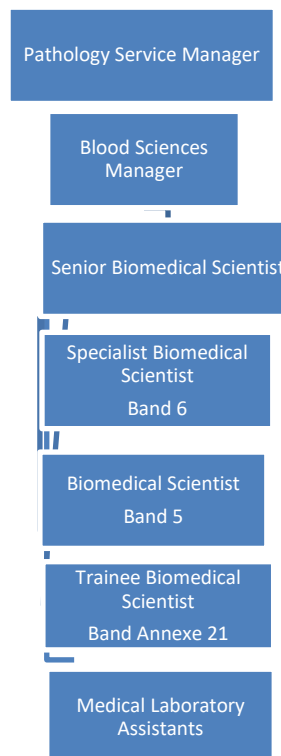 Pathology Service Manager
Blood Sciences
Manager
Senior Biomedical Scientist
Specialist Biomedical
Scientist
Band 6
Biomedical Scientist
Band 5
Trainee Biomedical
Scientist
Band Annexe 21
Medical Laboratory
Assistants